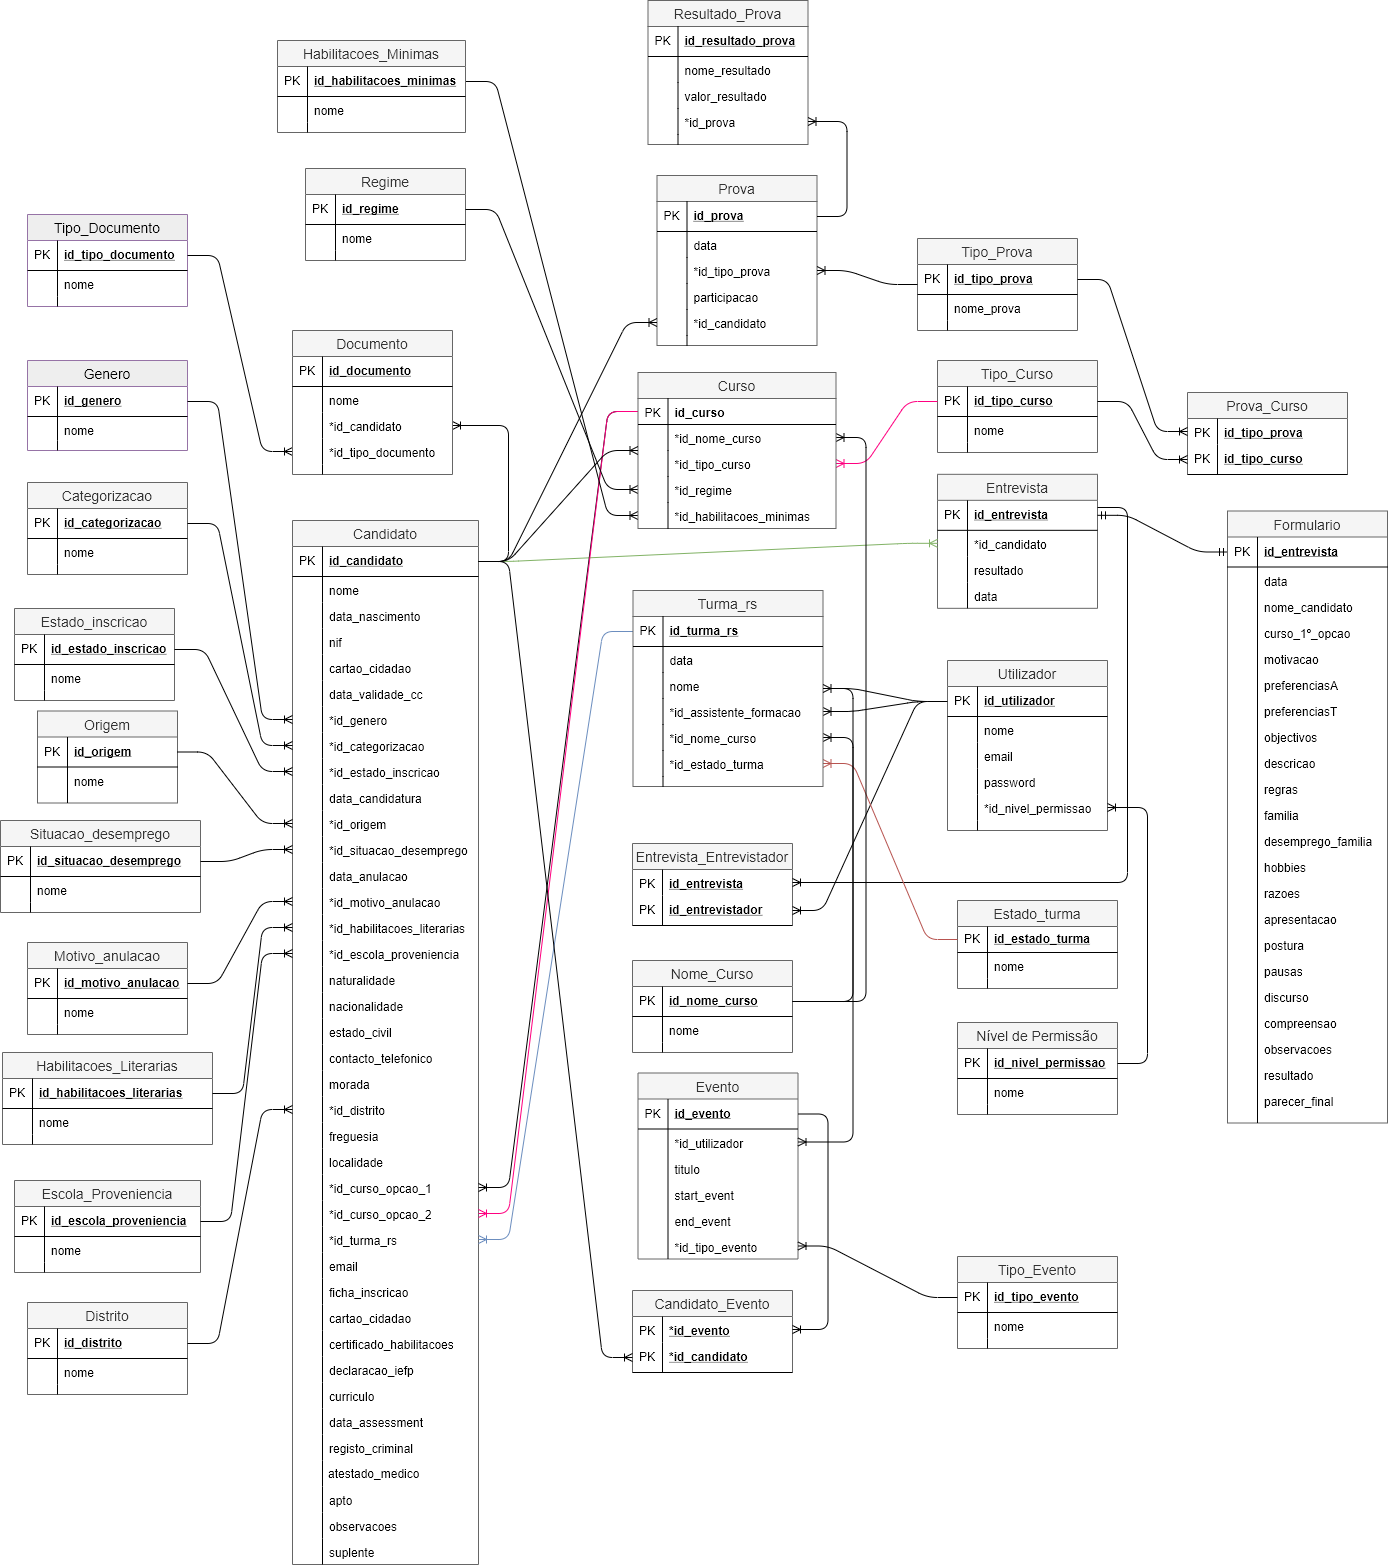 Resultado_Prova
PK id_resultado_prova
nome_resultado
valor_resultado
*id_prova
Habilitacoes_Minimas
PK id_habilitacoes_minimas
nome
Regime
PK id_regime
nome
Prova
PK id_prova
data
*id_tipo_prova
participacao
*id_candidato
Tipo_Documento
PK id_tipo_documento
nome
Tipo_Prova
PK id_tipo_prova
nome_prova
Documento
PK id_documento
nome
*id_candidato
*id_tipo_documento
Genero
PK id_genero
nome
Curso
PK id_curso
*id_nome_curso
*id_tipo_curso
*id_regime
*id_habilitacoes_minimas
Tipo_Curso
PK id_tipo_curso
nome
Prova_Curso
PK id_tipo_prova
PK id_tipo_curso
Categorizacao
PK id_categorizacao
nome
Entrevista
PK id_entrevista
*id_candidato
resultado
data
Formulario
PK id_entrevista
data
nome_candidato
curso_1º_opcao
motivacao
preferenciasA
preferenciasT
objectivos
descricao
regras
familia
desemprego_familia
hobbies
razoes
apresentacao
postura
pausas
discurso
compreensao
observacoes
resultado
parecer_final
Candidato
PK id_candidato
nome
data_nascimento
nif
cartao_cidadao
data_validade_cc
*id_genero
*id_categorizacao
*id_estado_inscricao
data_candidatura
*id_origem
*id_situacao_desemprego
data_anulacao
*id_motivo_anulacao
*id_habilitacoes_literarias
*id_escola_proveniencia
naturalidade
nacionalidade
estado_civil
contacto_telefonico
morada
*id_distrito
freguesia
localidade
*id_curso_opcao_1
*id_curso_opcao_2
*id_turma_rs
email
ficha_inscricao
cartao_cidadao
certificado_habilitacoes
declaracao_iefp
curriculo
data_assessment
registo_criminal
atestado_medico
apto
observacoes
suplente
Estado_inscricao
PK id_estado_inscricao
nome
Turma_rs
PK id_turma_rs
data
nome
*id_assistente_formacao
*id_nome_curso
*id_estado_turma
Utilizador
PK id_utilizador
nome
email
password
*id_nivel_permissao
Origem
PK id_origem
nome
Situacao_desemprego
PK id_situacao_desemprego
nome
Entrevista_Entrevistador
PK id_entrevista
PK id_entrevistador
Estado_turma
PK id_estado_turma
nome
Motivo_anulacao
PK id_motivo_anulacao
nome
Nome_Curso
PK id_nome_curso
nome
Nível de Permissão
PK id_nivel_permissao
nome
Habilitacoes_Literarias
PK id_habilitacoes_literarias
nome
Evento
PK id_evento
*id_utilizador
titulo
start_event
end_event
*id_tipo_evento
Escola_Proveniencia
PK id_escola_proveniencia
nome
Tipo_Evento
PK id_tipo_evento
nome
Distrito
PK id_distrito
nome
Candidato_Evento
PK *id_evento
PK *id_candidato